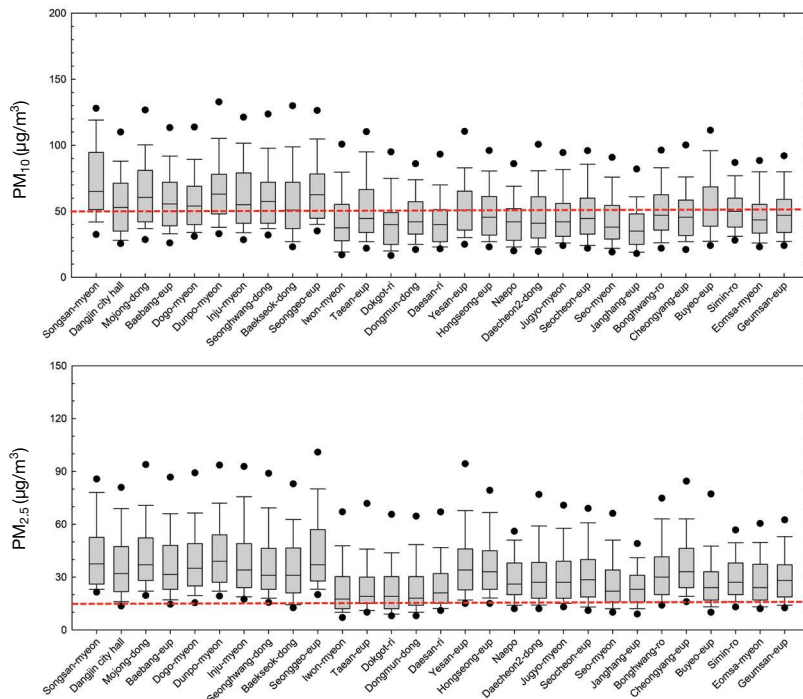 200
150
100
50
0
PM10 (μg/m³)
Songsan-myeon
Dangjin city hall
Mojong-dong
Baebang-eup
Dogo-myeon
Dunpo-myeon
Inju-myeon
Seonghwang-dong
Baekseok-dong
Seonggeo-eup
Iwon-myeon
Taean-eup
Dokgot-ri
Dongmun-dong
Daesan-ri
Yesan-eup
Hongseong-eup
Naepo
Daecheon2-dong
Jugyo-myeon
Seocheon-eup
Seo-myeon
Janghang-eup
Bonghwang-ro
Cheongyang-eup
Buyeo-eup
Sinin-ro
Eomsa-myeon
Geumsan-eup
150
120
90
60
30
0
PM2.5 (μg/m³)
Songsan-myeon
Dangjin city hall
Mojong-dong
Baebang-eup
Dogo-myeon
Dunpo-myeon
Inju-myeon
Seonghwang-dong
Baekseok-dong
Seonggeo-eup
Iwon-myeon
Taean-eup
Dokgot-ri
Dongmun-dong
Daesan-ri
Yesan-eup
Hongseong-eup
Naepo
Daecheon2-dong
Jugyo-myeon
Seocheon-eup
Seo-myeon
Janghang-eup
Bonghwang-ro
Cheongyang-eup
Buyeo-eup
Sinin-ro
Eomsa-myeon
Geumsan-eup